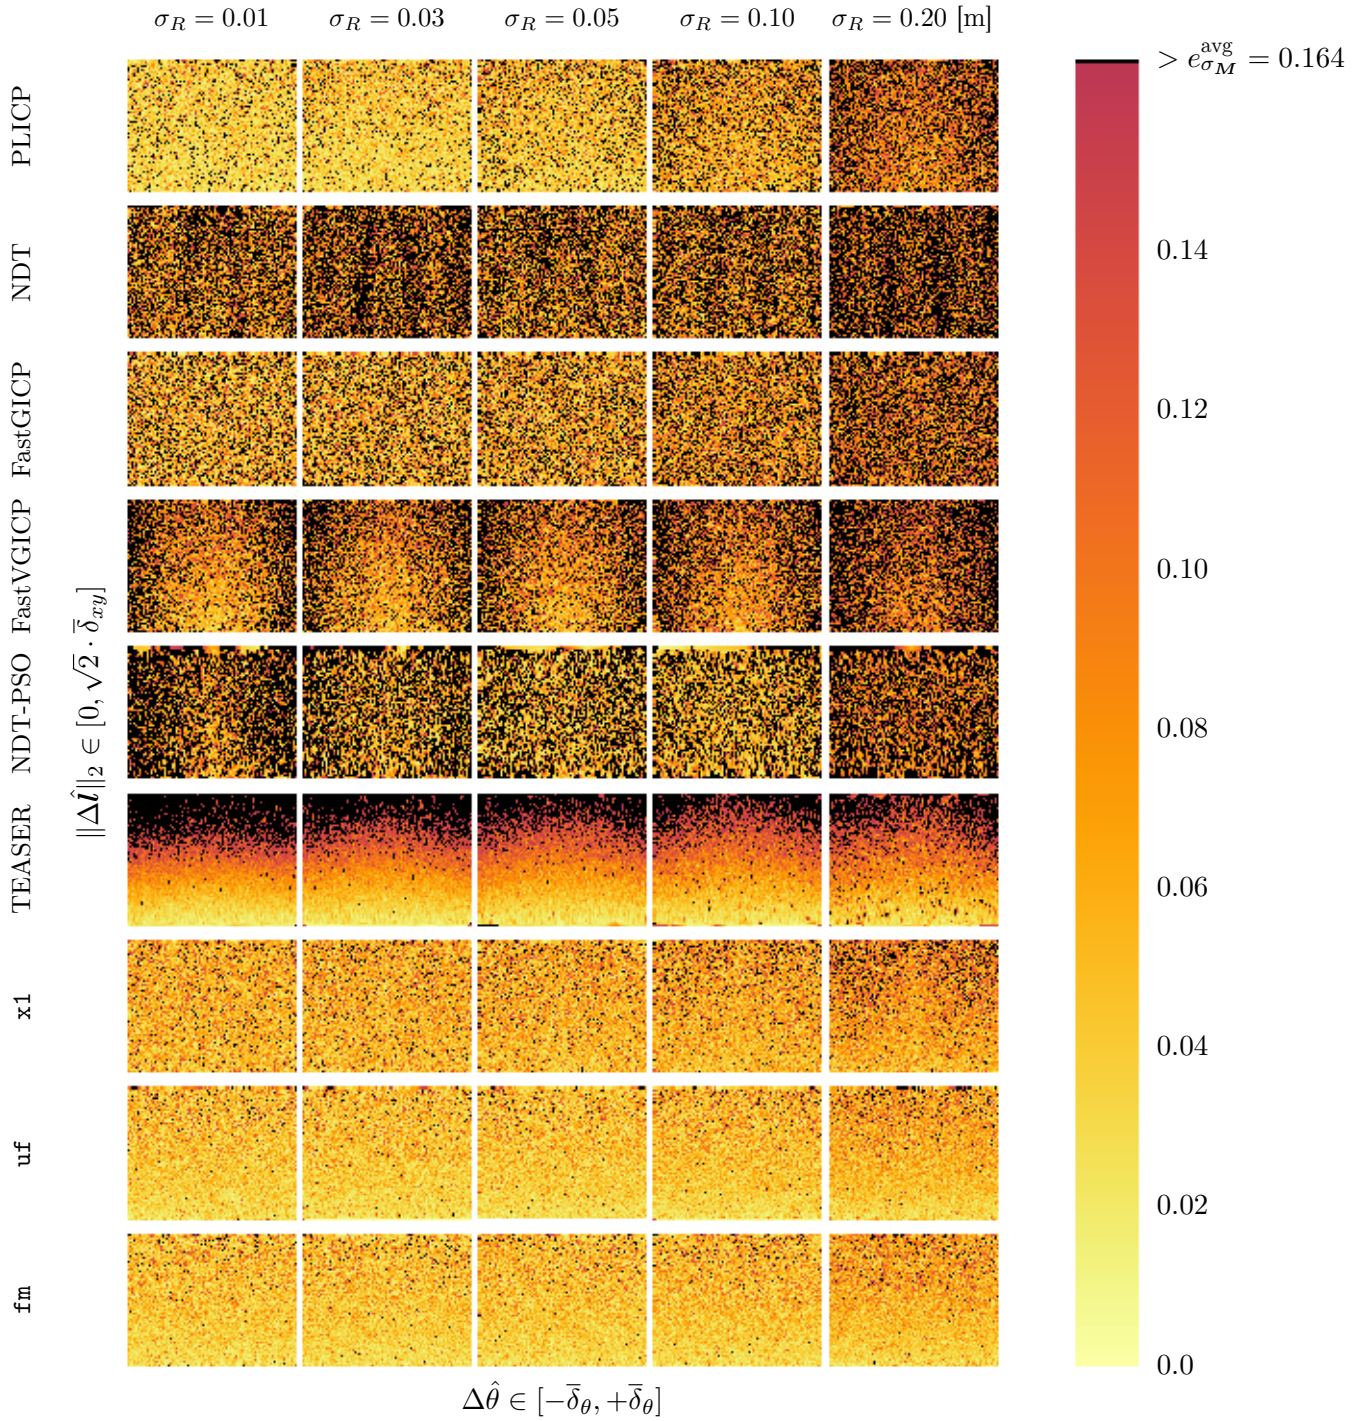 σ_R = 0.01 σ_R = 0.03 σ_R = 0.05 σ_R = 0.10 σ_R = 0.20 [m]
> e^avg_σ_M = 0.164
PLICP
NDT
FastGICP
FastVGICP
NDT-PSO
TEASER
x1
uf
fm
‖Δl̂‖₂ ∈ [0, √2 · δ̅_xy]
Δθ̂ ∈ [−δ̅_θ, +δ̅_θ]
0.14
0.12
0.10
0.08
0.06
0.04
0.02
0.0